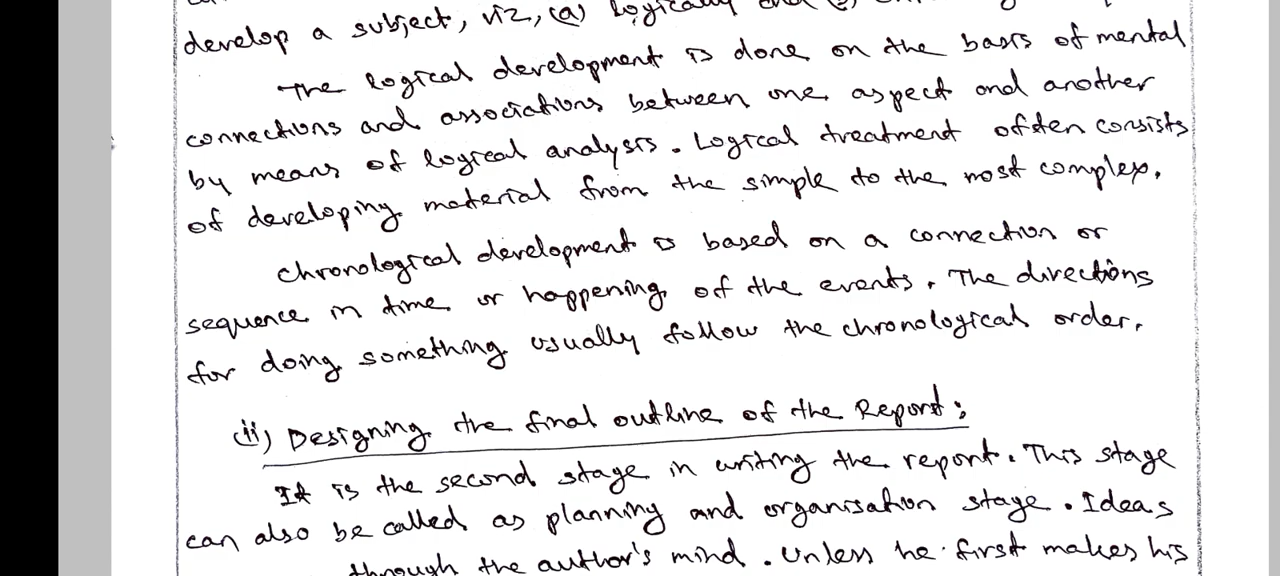 develop a subject, viz, (a) logically and
The logical development is done on the basis of mental
connections and associations between one aspect and another
by means of logical analysis. Logical treatment often consists
of developing material from the simple to the most complex.
Chronological development is based on a connection or
sequence in time or happening of the events. The directions
for doing something usually follow the chronological order.
(ii) Designing the final outline of the Report:
It is the second stage in writing the report. This stage
can also be called as planning and organisation stage. Ideas
through the author's mind. Unless he first makes his